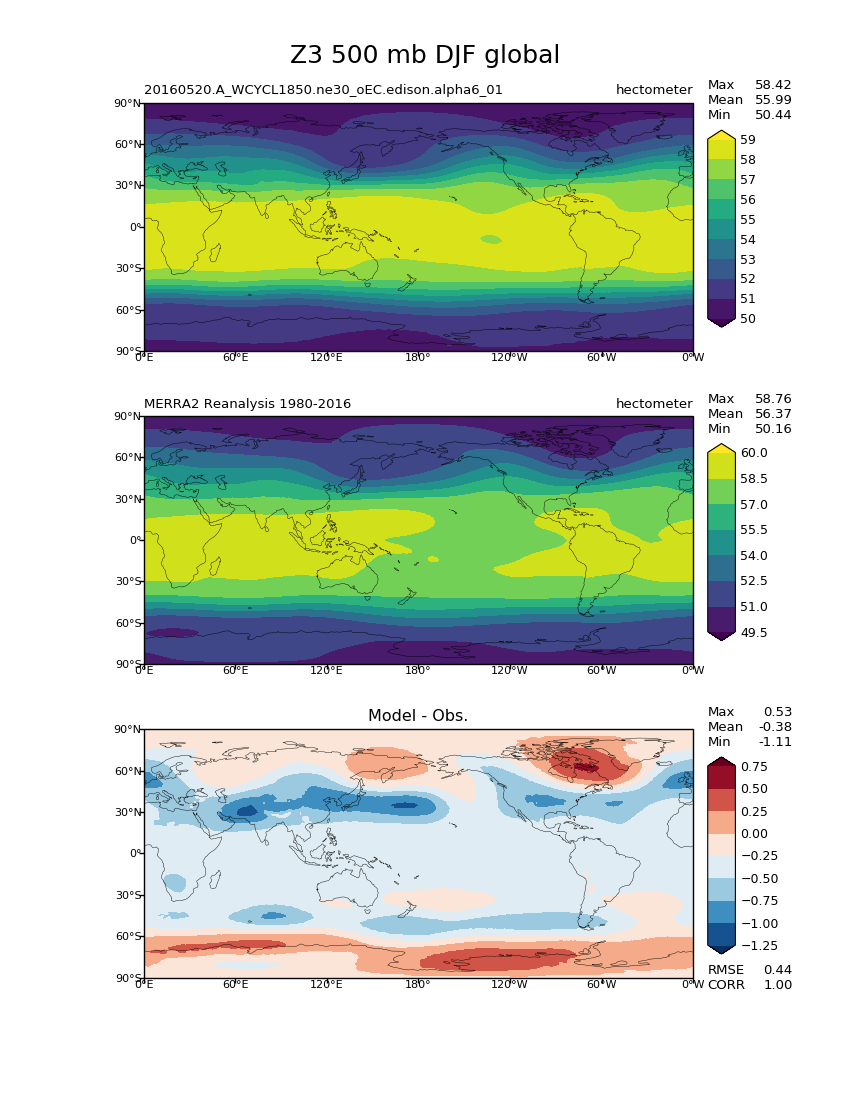 Z3 500 mb DJF global
20160520.A_WCYCL1850.ne30_oEC.edison.alpha6_01 hectometer
Max 58.42
Mean 55.99
Min 50.44
90°N
60°N
30°N
0°
30°S
60°S
90°S
0°E 60°E 120°E 180° 120°W 60°W 0°W
59
58
57
56
55
54
53
52
51
50
MERRA2 Reanalysis 1980-2016 hectometer
Max 58.76
Mean 56.37
Min 50.16
90°N
60°N
30°N
0°
30°S
60°S
90°S
0°E 60°E 120°E 180° 120°W 60°W 0°W
60.0
58.5
57.0
55.5
54.0
52.5
51.0
49.5
Model - Obs.
Max 0.53
Mean -0.38
Min -1.11
90°N
60°N
30°N
0°
30°S
60°S
90°S
0°E 60°E 120°E 180° 120°W 60°W 0°W
0.75
0.50
0.25
0.00
−0.25
−0.50
−0.75
−1.00
−1.25
RMSE 0.44
CORR 1.00